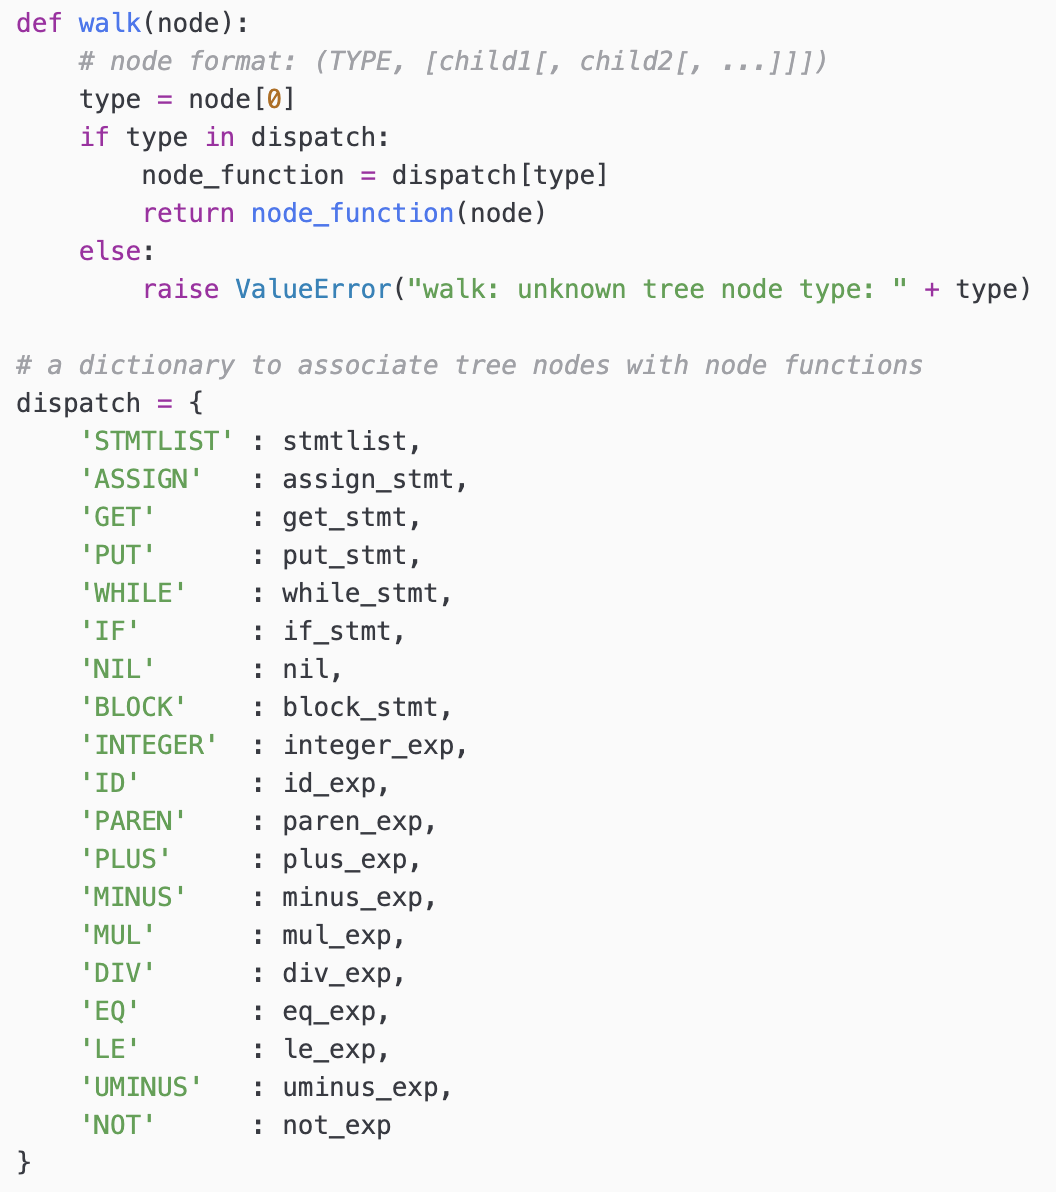 def walk(node):
    # node format: (TYPE, [child1[, child2[, ...]]])
    type = node[0]
    if type in dispatch:
        node_function = dispatch[type]
        return node_function(node)
    else:
        raise ValueError("walk: unknown tree node type: " + type)

# a dictionary to associate tree nodes with node functions
dispatch = {
    'STMTLIST' : stmtlist,
    'ASSIGN'   : assign_stmt,
    'GET'      : get_stmt,
    'PUT'      : put_stmt,
    'WHILE'    : while_stmt,
    'IF'       : if_stmt,
    'NIL'      : nil,
    'BLOCK'    : block_stmt,
    'INTEGER'  : integer_exp,
    'ID'       : id_exp,
    'PAREN'    : paren_exp,
    'PLUS'     : plus_exp,
    'MINUS'    : minus_exp,
    'MUL'      : mul_exp,
    'DIV'      : div_exp,
    'EQ'       : eq_exp,
    'LE'       : le_exp,
    'UMINUS'   : uminus_exp,
    'NOT'      : not_exp
}